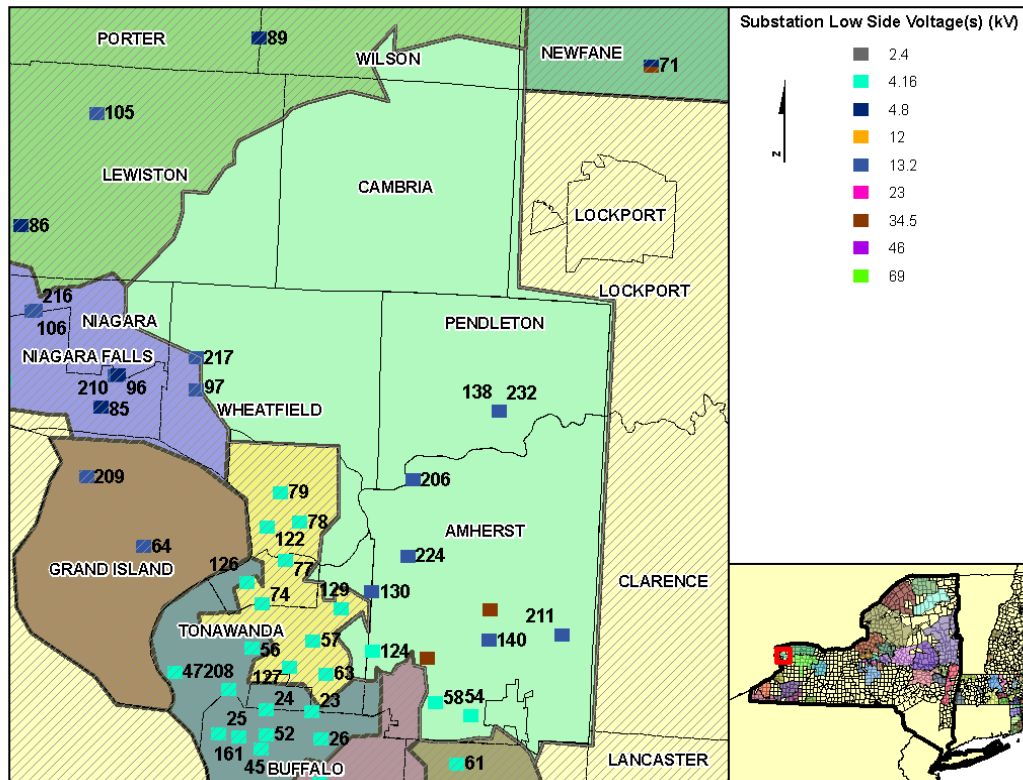 PORTER
89
WILSON
NEWFANE
71
105
LEWISTON
CAMBRIA
LOCKPORT
86
LOCKPORT
216
106
NIAGARA
PENDLETON
NIAGARA FALLS
217
210
96
97
138
232
85
WHEATFIELD
209
206
79
78
122
AMHERST
64
224
77
GRAND ISLAND
126
130
129
CLARENCE
74
211
TONAWANDA
57
140
56
124
47
208
127
63
24
58
54
25
23
52
26
161
45
BUFFALO
61
LANCASTER
Substation Low Side Voltage(s) (kV)
2.4
4.16
4.8
12
13.2
23
34.5
46
69
N